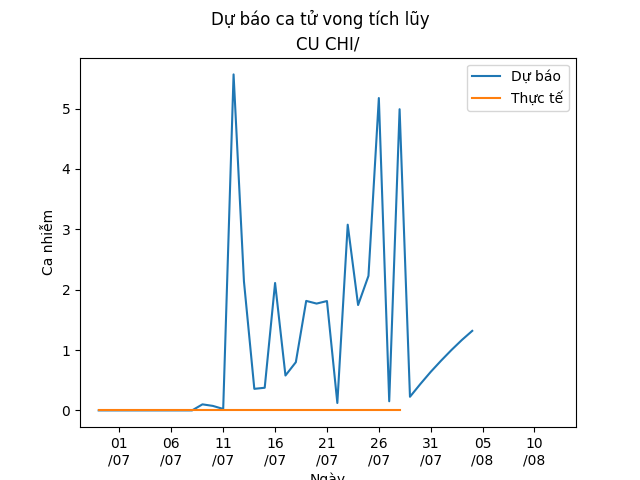 Dự báo ca tử vong tích lũy
CU CHI/
Dự báo
Thực tế
Ca nhiễm
5
4
3
2
1
0
01 06 11 16 21 26 31 05 10
/07 /07 /07 /07 /07 /07 /07 /08 /08
Ngày